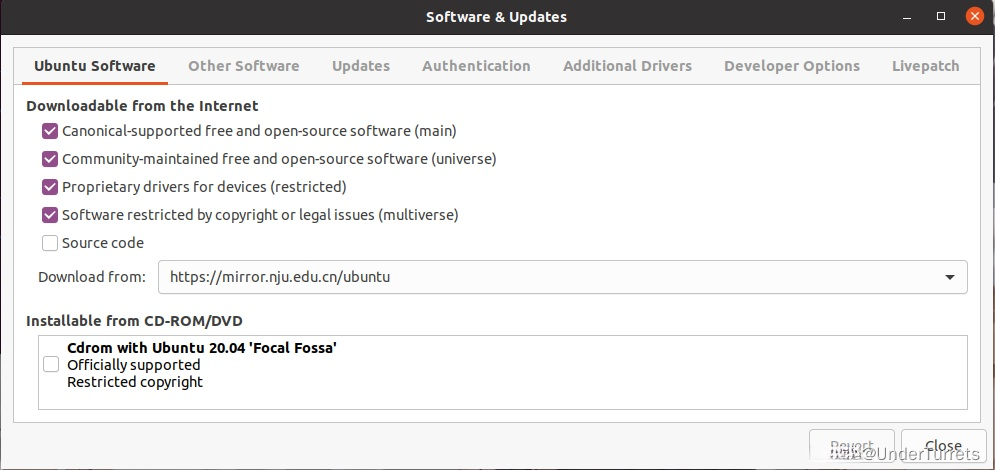 Software & Updates
Ubuntu Software Other Software Updates Authentication Additional Drivers Developer Options Livepatch
Downloadable from the Internet
Canonical-supported free and open-source software (main)
Community-maintained free and open-source software (universe)
Proprietary drivers for devices (restricted)
Software restricted by copyright or legal issues (multiverse)
Source code
Download from: https://mirror.nju.edu.cn/ubuntu
Installable from CD-ROM/DVD
Cdrom with Ubuntu 20.04 'Focal Fossa'
Officially supported
Restricted copyright
Revert Close
@UnderTurrets